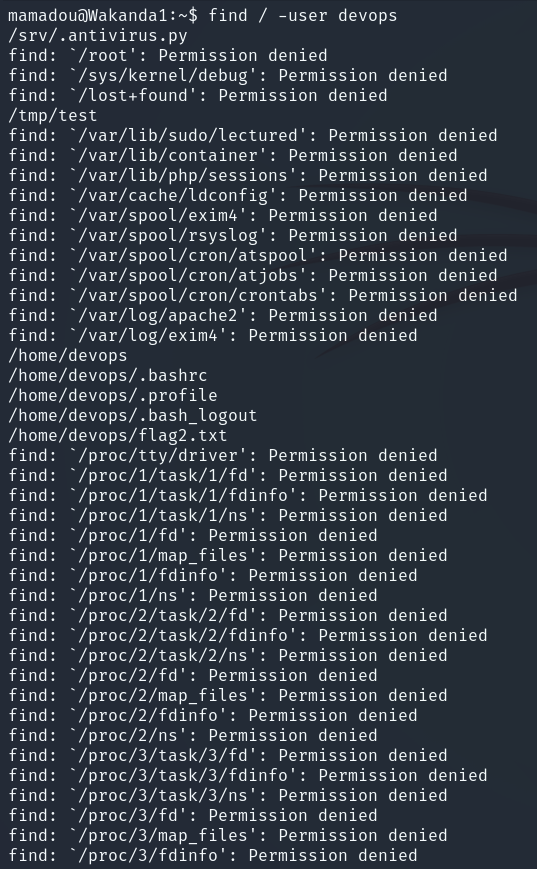 mamadou@Wakanda1:~$ find / -user devops
/srv/.antivirus.py
find: `/root': Permission denied
find: `/sys/kernel/debug': Permission denied
find: `/lost+found': Permission denied
/tmp/test
find: `/var/lib/sudo/lectured': Permission denied
find: `/var/lib/container': Permission denied
find: `/var/lib/php/sessions': Permission denied
find: `/var/cache/ldconfig': Permission denied
find: `/var/spool/exim4': Permission denied
find: `/var/spool/rsyslog': Permission denied
find: `/var/spool/cron/atspool': Permission denied
find: `/var/spool/cron/atjobs': Permission denied
find: `/var/spool/cron/crontabs': Permission denied
find: `/var/log/apache2': Permission denied
find: `/var/log/exim4': Permission denied
/home/devops
/home/devops/.bashrc
/home/devops/.profile
/home/devops/.bash_logout
/home/devops/flag2.txt
find: `/proc/tty/driver': Permission denied
find: `/proc/1/task/1/fd': Permission denied
find: `/proc/1/task/1/fdinfo': Permission denied
find: `/proc/1/task/1/ns': Permission denied
find: `/proc/1/fd': Permission denied
find: `/proc/1/map_files': Permission denied
find: `/proc/1/fdinfo': Permission denied
find: `/proc/1/ns': Permission denied
find: `/proc/2/task/2/fd': Permission denied
find: `/proc/2/task/2/fdinfo': Permission denied
find: `/proc/2/task/2/ns': Permission denied
find: `/proc/2/fd': Permission denied
find: `/proc/2/map_files': Permission denied
find: `/proc/2/fdinfo': Permission denied
find: `/proc/2/ns': Permission denied
find: `/proc/3/task/3/fd': Permission denied
find: `/proc/3/task/3/fdinfo': Permission denied
find: `/proc/3/task/3/ns': Permission denied
find: `/proc/3/fd': Permission denied
find: `/proc/3/map_files': Permission denied
find: `/proc/3/fdinfo': Permission denied